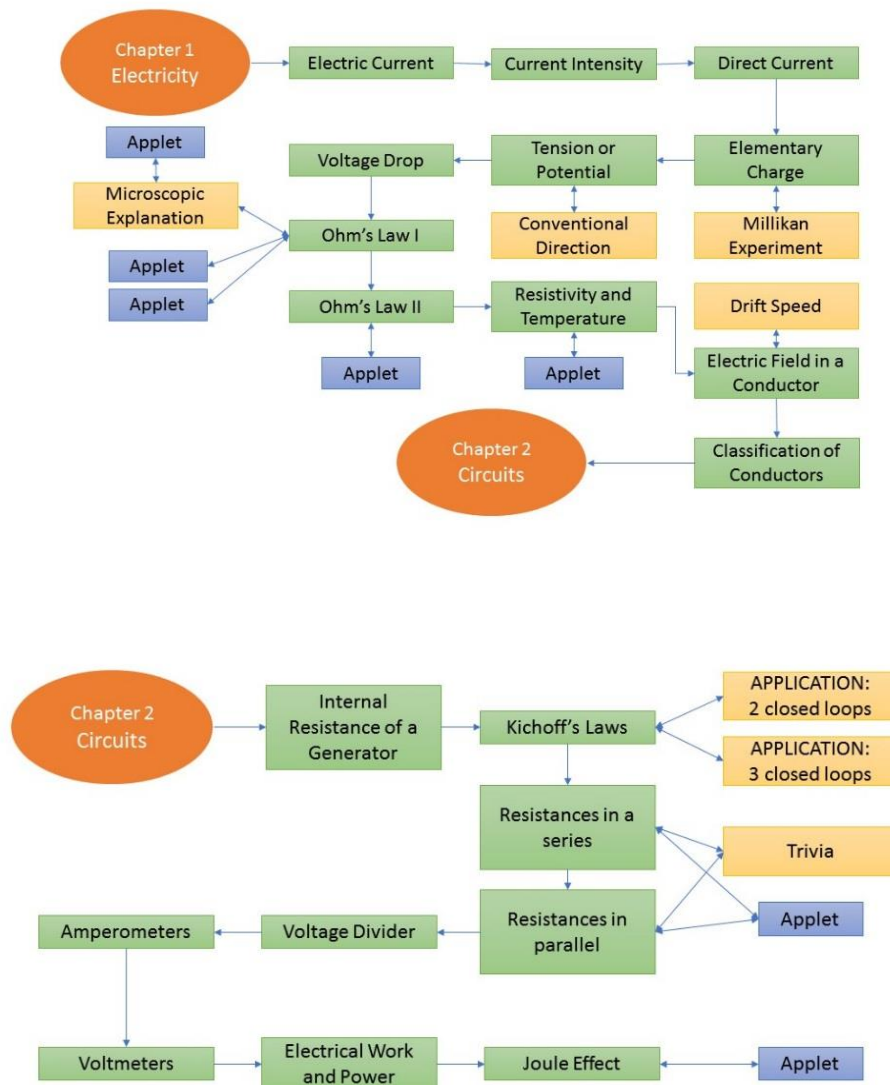 Chapter 1
Electricity
Electric Current
Current Intensity
Direct Current
Applet
Voltage Drop
Tension or
Potential
Elementary
Charge
Microscopic
Explanation
Ohm's Law I
Conventional
Direction
Millikan
Experiment
Applet
Applet
Ohm's Law II
Resistivity and
Temperature
Drift Speed
Applet
Applet
Electric Field in a
Conductor
Chapter 2
Circuits
Classification of
Conductors
Chapter 2
Circuits
Internal
Resistance of a
Generator
Kichoff's Laws
APPLICATION:
2 closed loops
APPLICATION:
3 closed loops
Resistances in a
series
Trivia
Amperometers
Voltage Divider
Resistances in
parallel
Applet
Voltmeters
Electrical Work
and Power
Joule Effect
Applet